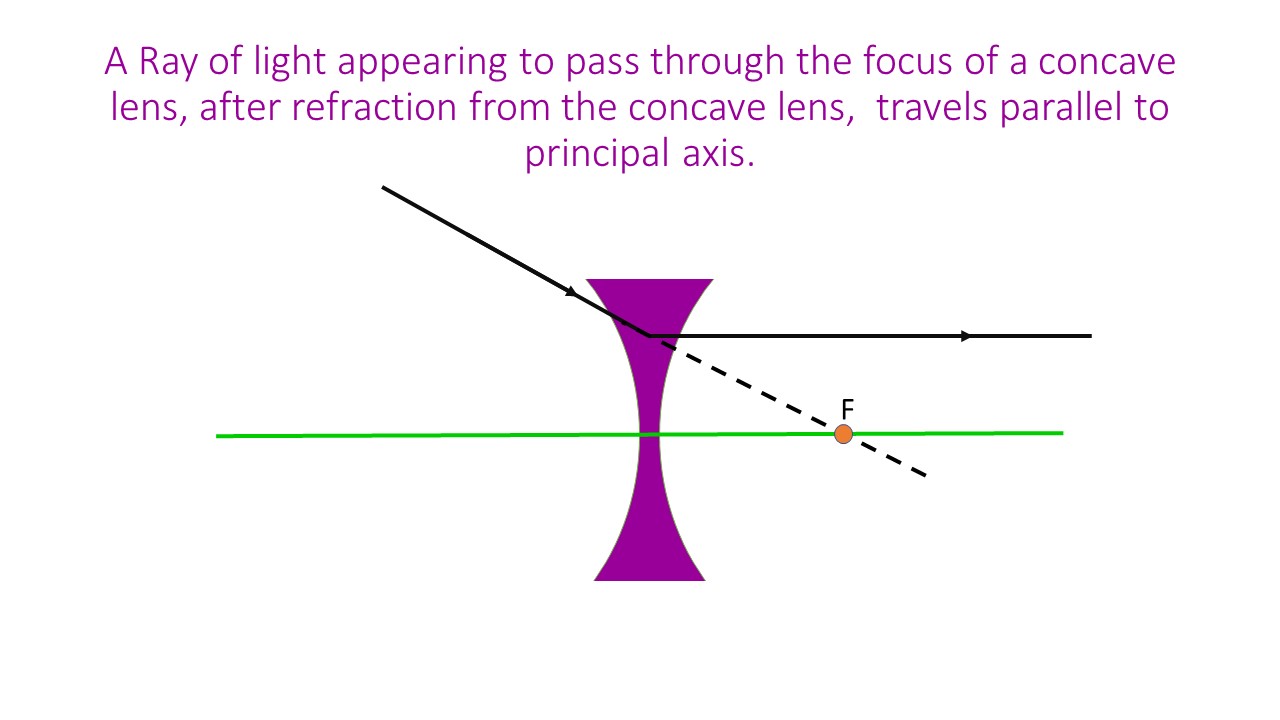 A Ray of light appearing to pass through the focus of a concave
lens, after refraction from the concave lens,  travels parallel to
principal axis.
F